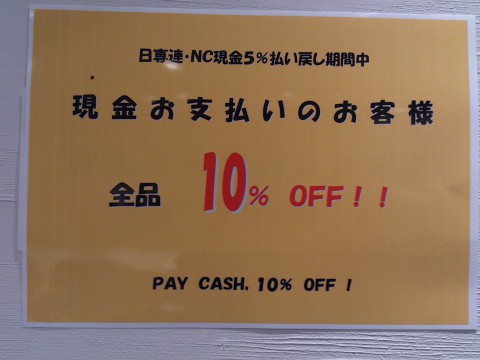 日専連・NC現金5%払い戻し期間中
現金お支払いのお客様
全品 10% OFF!!
PAY CASH. 10% OFF!